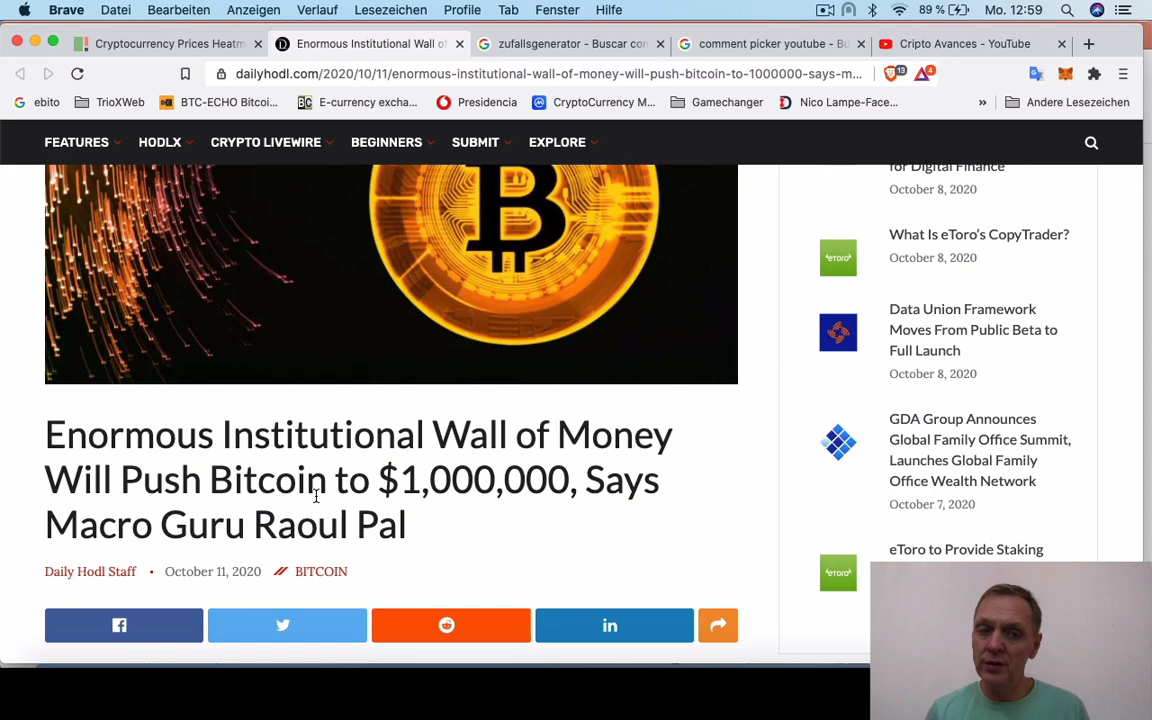 Brave Datei Bearbeiten Anzeigen Verlauf Lesezeichen Profile Tab Fenster Hilfe 89 % Mo. 12:59
Cryptocurrency Prices Heatm
Enormous Institutional Wall of
zufallsgenerator - Buscar con
comment picker youtube - Bu
Cripto Avances - YouTube
dailyhodl.com/2020/10/11/enormous-institutional-wall-of-money-will-push-bitcoin-to-1000000-says-m...
13
4
ebito TrioXWeb BTC-ECHO Bitcoi... E-currency excha... Presidencia CryptoCurrency M... Gamechanger Nico Lampe-Face... » Andere Lesezeichen
FEATURES HODLX CRYPTO LIVEWIRE BEGINNERS SUBMIT EXPLORE
Enormous Institutional Wall of Money
Will Push Bitcoin to $1,000,000, Says
Macro Guru Raoul Pal
Daily Hodl Staff • October 11, 2020 BITCOIN
for Digital Finance
October 8, 2020
eToro
What Is eToro's CopyTrader?
October 8, 2020
Data Union Framework
Moves From Public Beta to
Full Launch
October 8, 2020
GDA Group Announces
Global Family Office Summit,
Launches Global Family
Office Wealth Network
October 7, 2020
eToro
eToro to Provide Staking